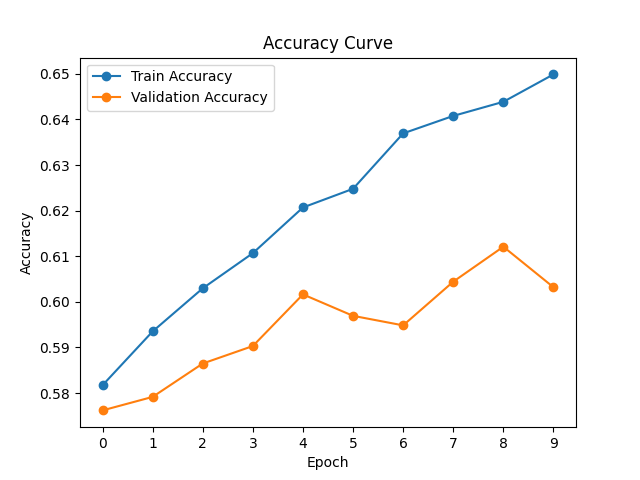 Accuracy Curve
Train Accuracy
Validation Accuracy
0.65
0.64
0.63
0.62
0.61
0.60
0.59
0.58
Accuracy
0 1 2 3 4 5 6 7 8 9
Epoch